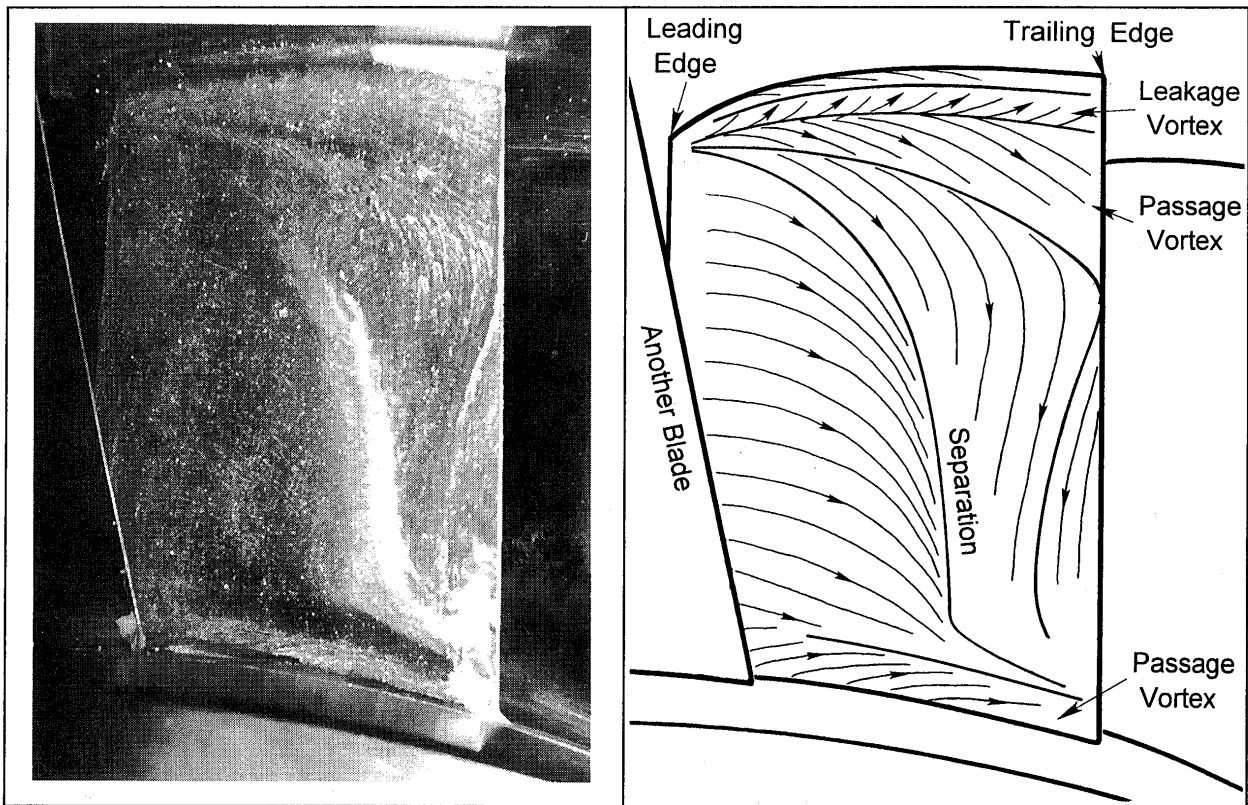 Leading
Edge
Trailing Edge
Leakage
Vortex
Passage
Vortex
Another Blade
Separation
Passage
Vortex